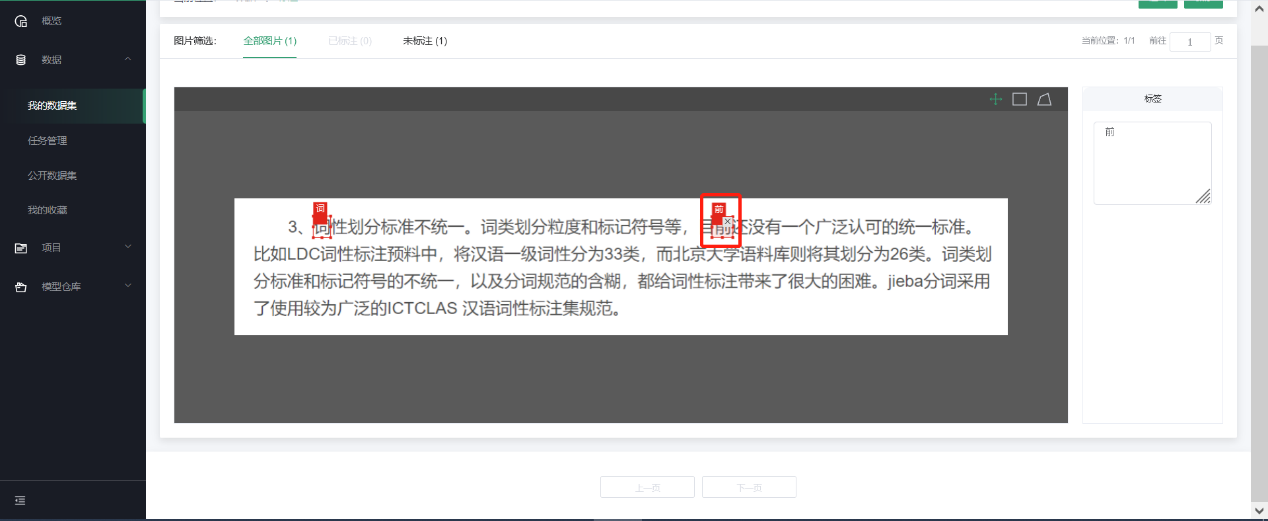 概览
数据
我的数据集
任务管理
公开数据集
我的收藏
项目
模型仓库
图片筛选： 全部图片 (1) 已标注 (0) 未标注 (1)
当前位置：1/1 前往 1 页
标签
前
词
前
3、词性划分标准不统一。词类划分粒度和标记符号等，目前还没有一个广泛认可的统一标准。
比如LDC词性标注预料中，将汉语一级词性分为33类，而北京大学语料库则将其划分为26类。词类划
分标准和标记符号的不统一，以及分词规范的含糊，都给词性标注带来了很大的困难。jieba分词采用
了使用较为广泛的ICTCLAS 汉语词性标注集规范。
上一页 下一页